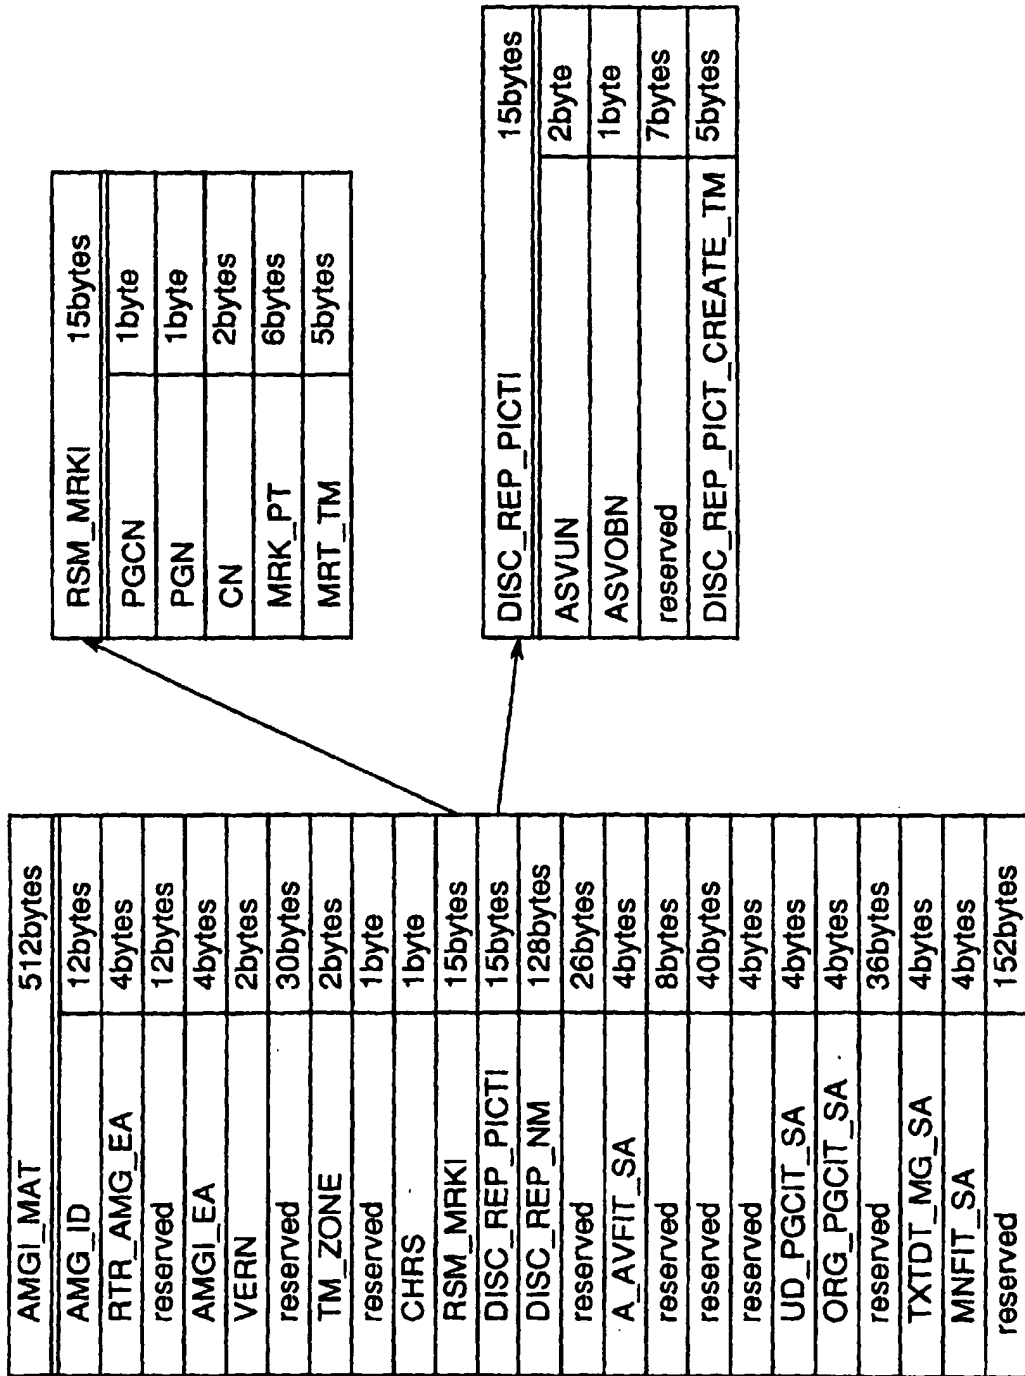 AMGI_MAT 512bytes
AMG_ID 12bytes
RTR_AMG_EA 4bytes
reserved 12bytes
AMGI_EA 4bytes
VERN 2bytes
reserved 30bytes
TM_ZONE 2bytes
reserved 1byte
CHRS 1byte
RSM_MRKI 15bytes
DISC_REP_PICTI 15bytes
DISC_REP_NM 128bytes
reserved 26bytes
A_AVFIT_SA 4bytes
reserved 8bytes
reserved 40bytes
reserved 4bytes
UD_PGCIT_SA 4bytes
ORG_PGCIT_SA 4bytes
reserved 36bytes
TXTDT_MG_SA 4bytes
MNFIT_SA 4bytes
reserved 152bytes
RSM_MRKI 15bytes
PGCN 1byte
PGN 1byte
CN 2bytes
MRK_PT 6bytes
MRT_TM 5bytes
DISC_REP_PICTI 15bytes
ASVUN 2byte
ASVOBN 1byte
reserved 7bytes
DISC_REP_PICT_CREATE_TM 5bytes